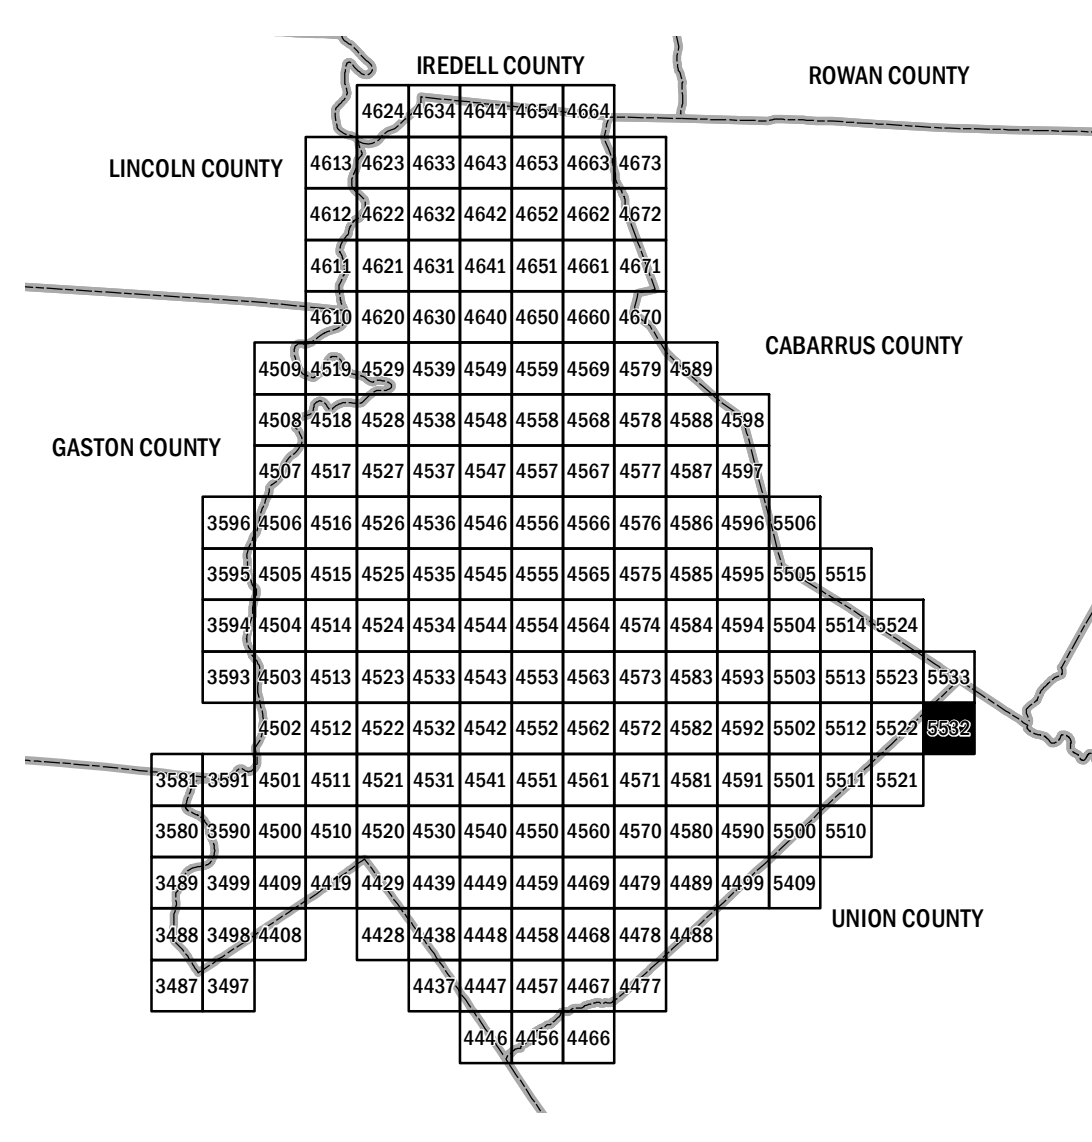 IREDELL COUNTY
ROWAN COUNTY
4624 4634 4644 4654 4664
LINCOLN COUNTY
4613 4623 4633 4643 4653 4663 4673
4612 4622 4632 4642 4652 4662 4672
4611 4621 4631 4641 4651 4661 4671
4610 4620 4630 4640 4650 4660 4670
CABARRUS COUNTY
4509 4519 4529 4539 4549 4559 4569 4579 4589
4508 4518 4528 4538 4548 4558 4568 4578 4588 4598
GASTON COUNTY
4507 4517 4527 4537 4547 4557 4567 4577 4587 4597
3596 4506 4516 4526 4536 4546 4556 4566 4576 4586 4596 5506
3595 4505 4515 4525 4535 4545 4555 4565 4575 4585 4595 5505 5515
3594 4504 4514 4524 4534 4544 4554 4564 4574 4584 4594 5504 5514 5524
3593 4503 4513 4523 4533 4543 4553 4563 4573 4583 4593 5503 5513 5523 5533
4502 4512 4522 4532 4542 4552 4562 4572 4582 4592 5502 5512 5522 5532
3581 3591 4501 4511 4521 4531 4541 4551 4561 4571 4581 4591 5501 5511 5521
3580 3590 4500 4510 4520 4530 4540 4550 4560 4570 4580 4590 5500 5510
3489 3499 4409 4419 4429 4439 4449 4459 4469 4479 4489 4499 5409
UNION COUNTY
3488 3498 4408 4428 4438 4448 4458 4468 4478 4488
3487 3497 4437 4447 4457 4467 4477
4446 4456 4466